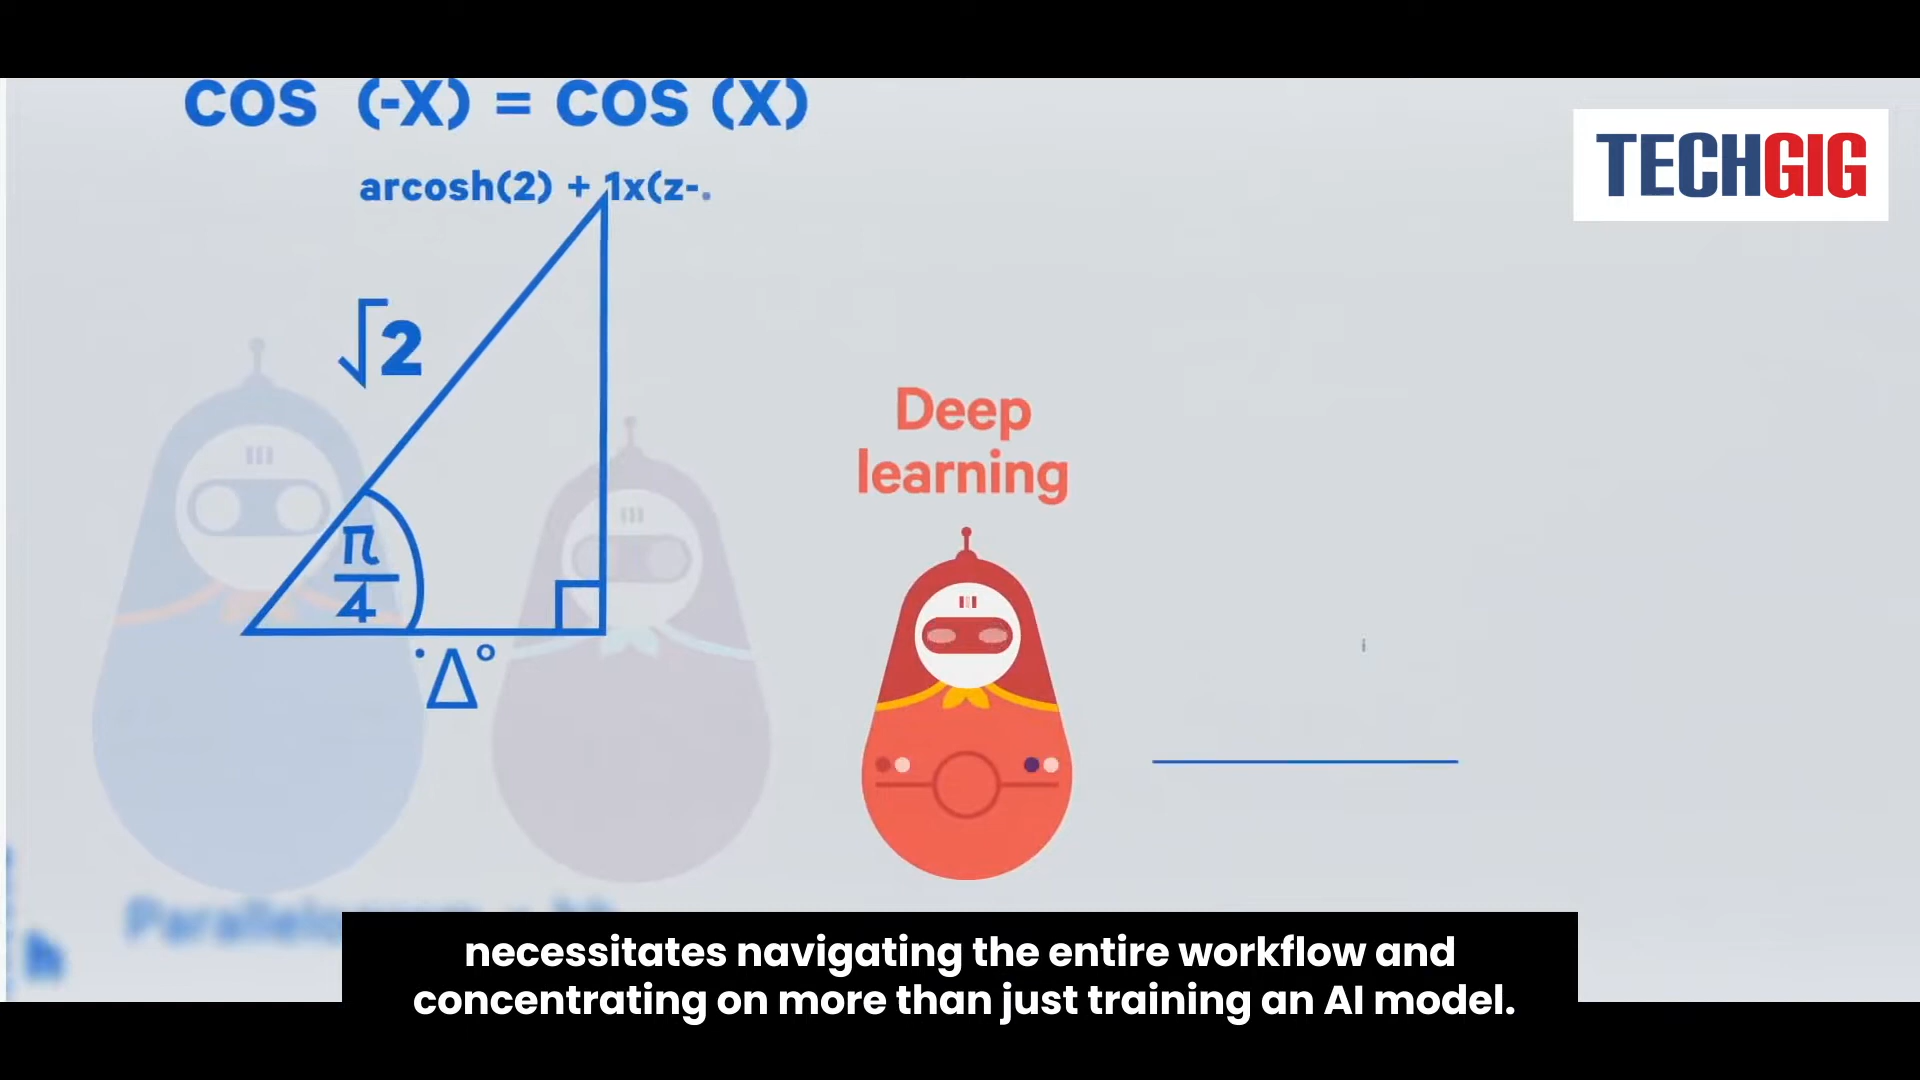 COS (-X) = COS (X)
arcosh(2) + 1x(z-.
TECHGIG
√2
Deep
learning
π
4
Δ°
h
necessitates navigating the entire workflow and
concentrating on more than just training an AI model.